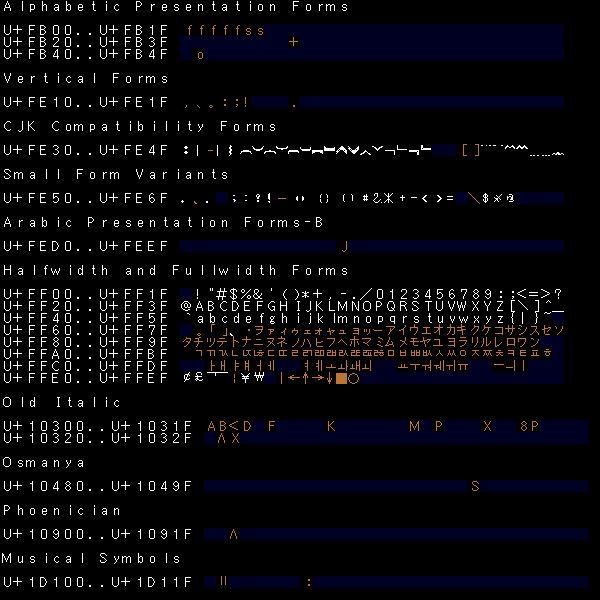 Alphabetic Presentation Forms
U+FB00..U+FB1F ffffffss
U+FB20..U+FB3F +
U+FB40..U+FB4F o
Vertical Forms
U+FE10..U+FE1F
CJK Compatibility Forms
U+FE30..U+FE4F
Small Form Variants
U+FE50..U+FE6F
Arabic Presentation Forms-B
U+FED0..U+FEEF J
Halfwidth and Fullwidth Forms
U+FF00..U+FF1F !"#$%&'()*+,-./0123456789:;<=>?
U+FF20..U+FF3F @ABCDEFGHIJKLMNOPQRSTUVWXYZ[\]^_
U+FF40..U+FF5F `abcdefghijklmnopqrstuvwxyz{|}
U+FF60..U+FF7F 。「」、・ヲァィゥェォャュョッーアイウエオカキクケコサシスセソ
U+FF80..U+FF9F タチツテトナニヌネノハヒフヘホマミムメモヤユヨラリルレロワン
U+FFA0..U+FFBF
U+FFC0..U+FFDF
U+FFE0..U+FFEF ¢£¬¯¦¥₩│←↑→↓■○
Old Italic
U+10300..U+1031F AB<D F K M P X 8P
U+10320..U+1032F ΛX
Osmanya
U+10480..U+1049F S
Phoenician
U+10900..U+1091F Λ
Musical Symbols
U+1D100..U+1D11F || :